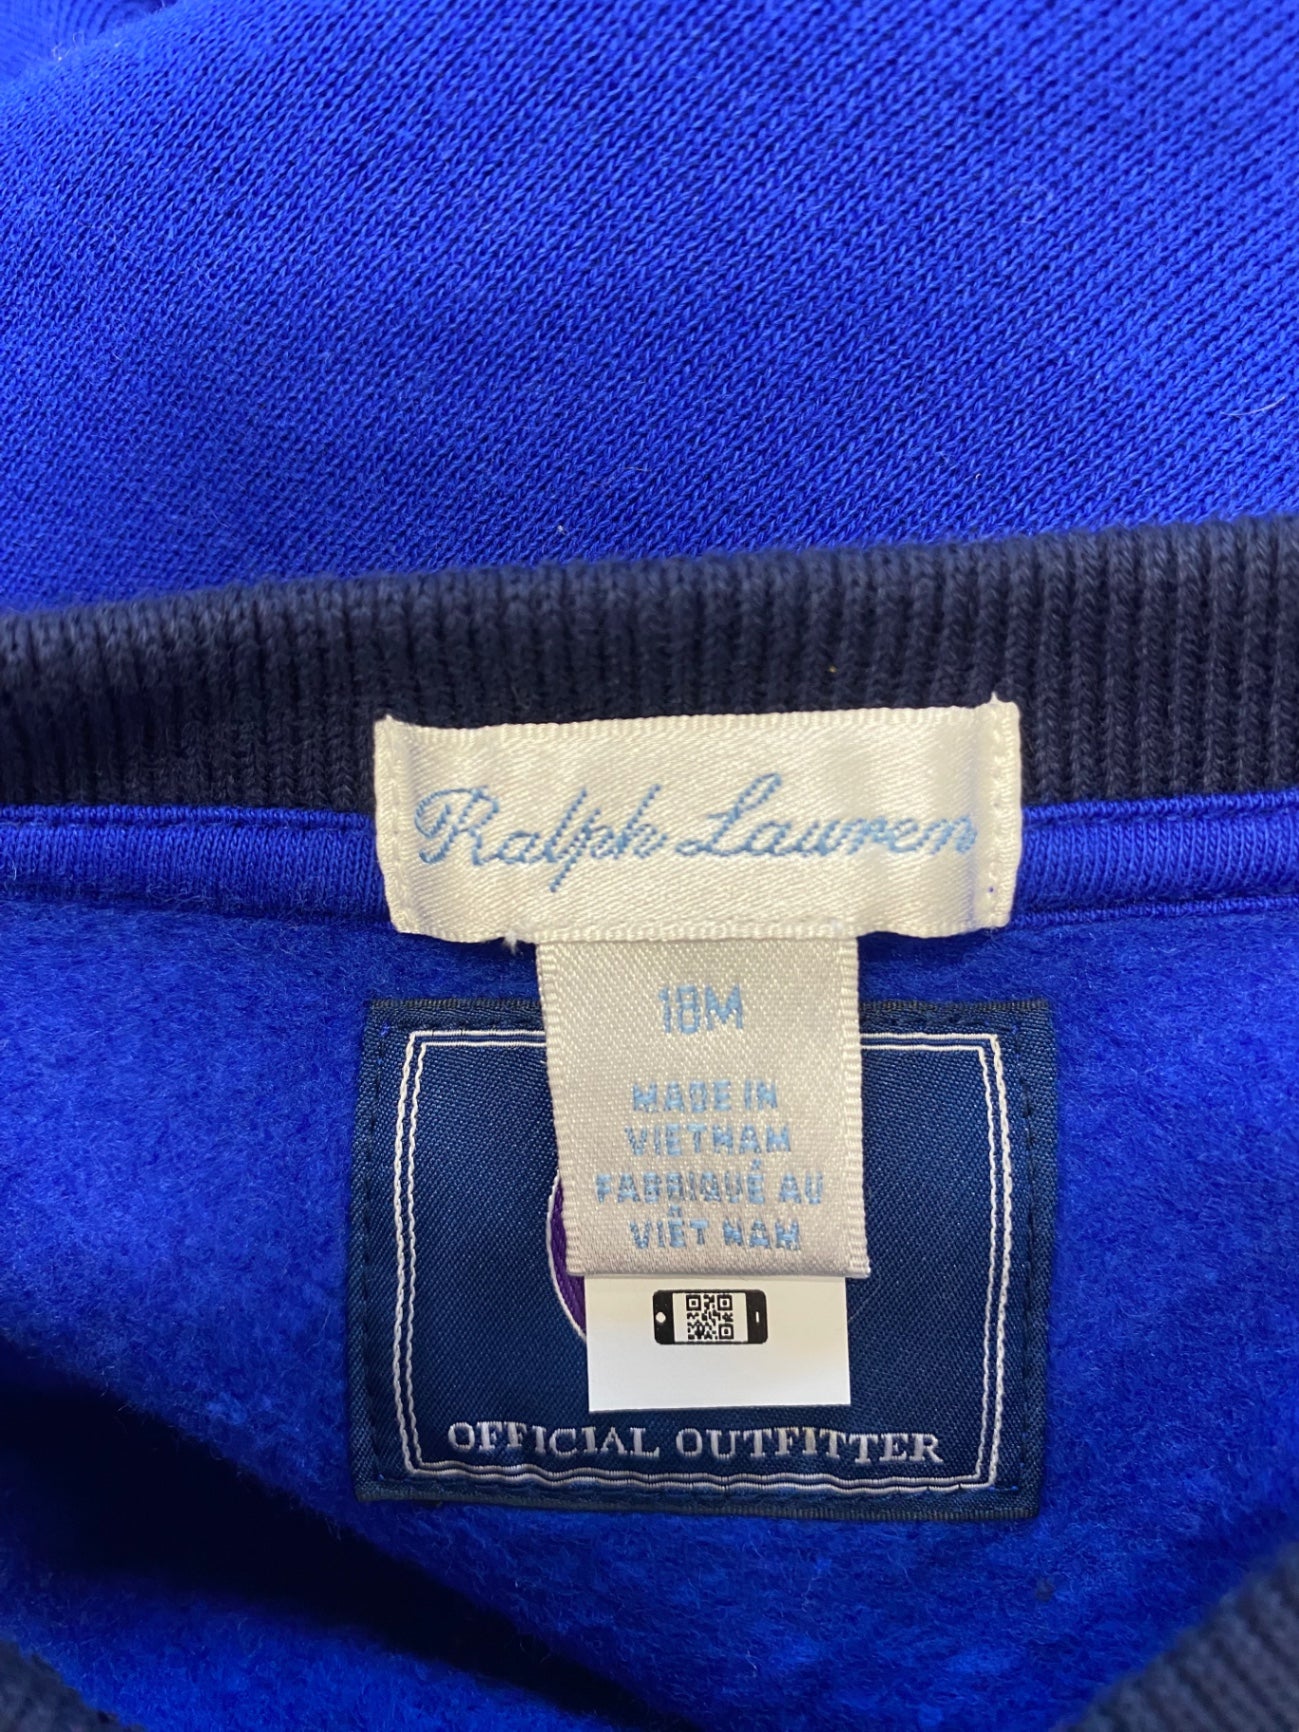 Ralph Lauren
18M
MADE IN
VIETNAM
FABRIQUÉ AU
VIÊT NAM
OFFICIAL OUTFITTER